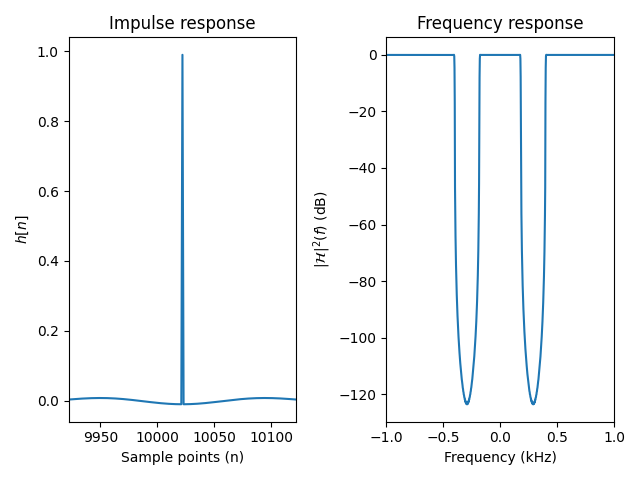 Impulse response
h[n]
1.0
0.8
0.6
0.4
0.2
0.0
9950 10000 10050 10100
Sample points (n)
Frequency response
|ℋ|²(f) (dB)
0
−20
−40
−60
−80
−100
−120
−1.0 −0.5 0.0 0.5 1.0
Frequency (kHz)